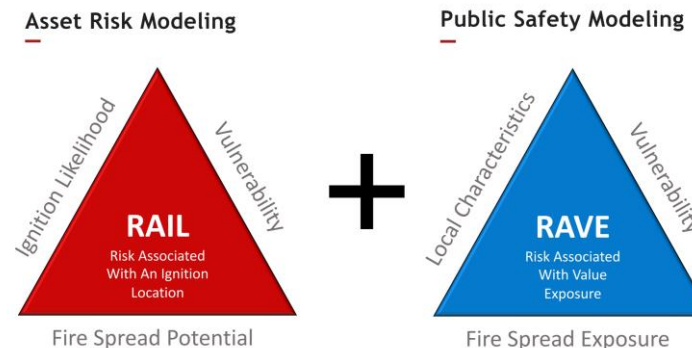 Asset Risk Modeling
Ignition Likelihood
Vulnerability
RAIL
Risk Associated
With An Ignition
Location
Fire Spread Potential
+
Public Safety Modeling
Local Characteristics
Vulnerability
RAVE
Risk Associated
With Value
Exposure
Fire Spread Exposure